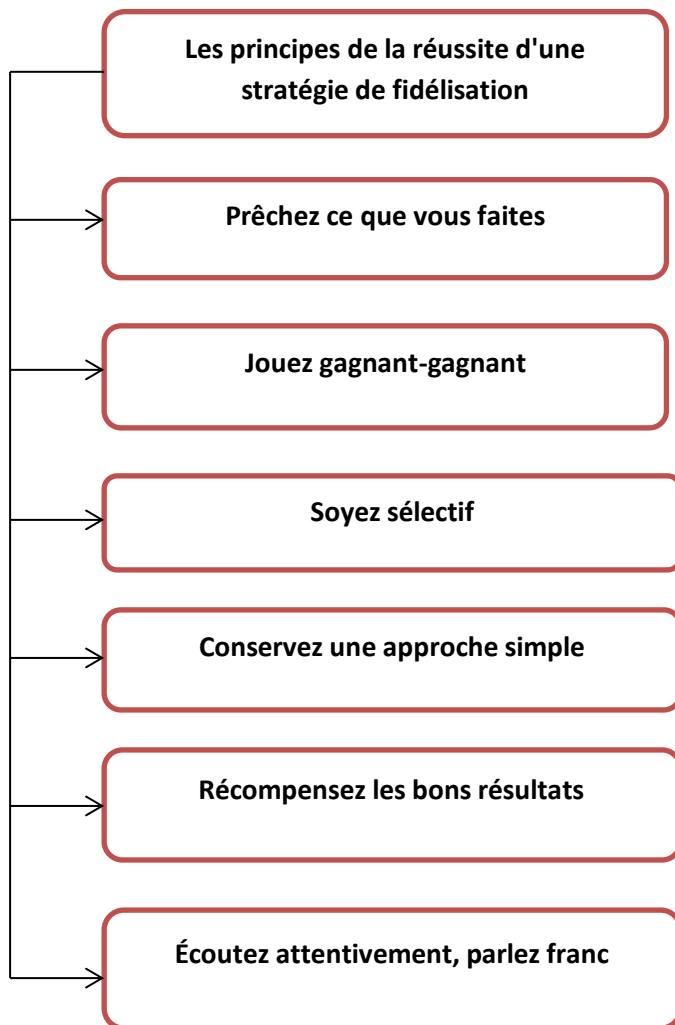 Les principes de la réussite d'une
stratégie de fidélisation
Prêchez ce que vous faites
Jouez gagnant-gagnant
Soyez sélectif
Conservez une approche simple
Récompensez les bons résultats
Écoutez attentivement, parlez franc